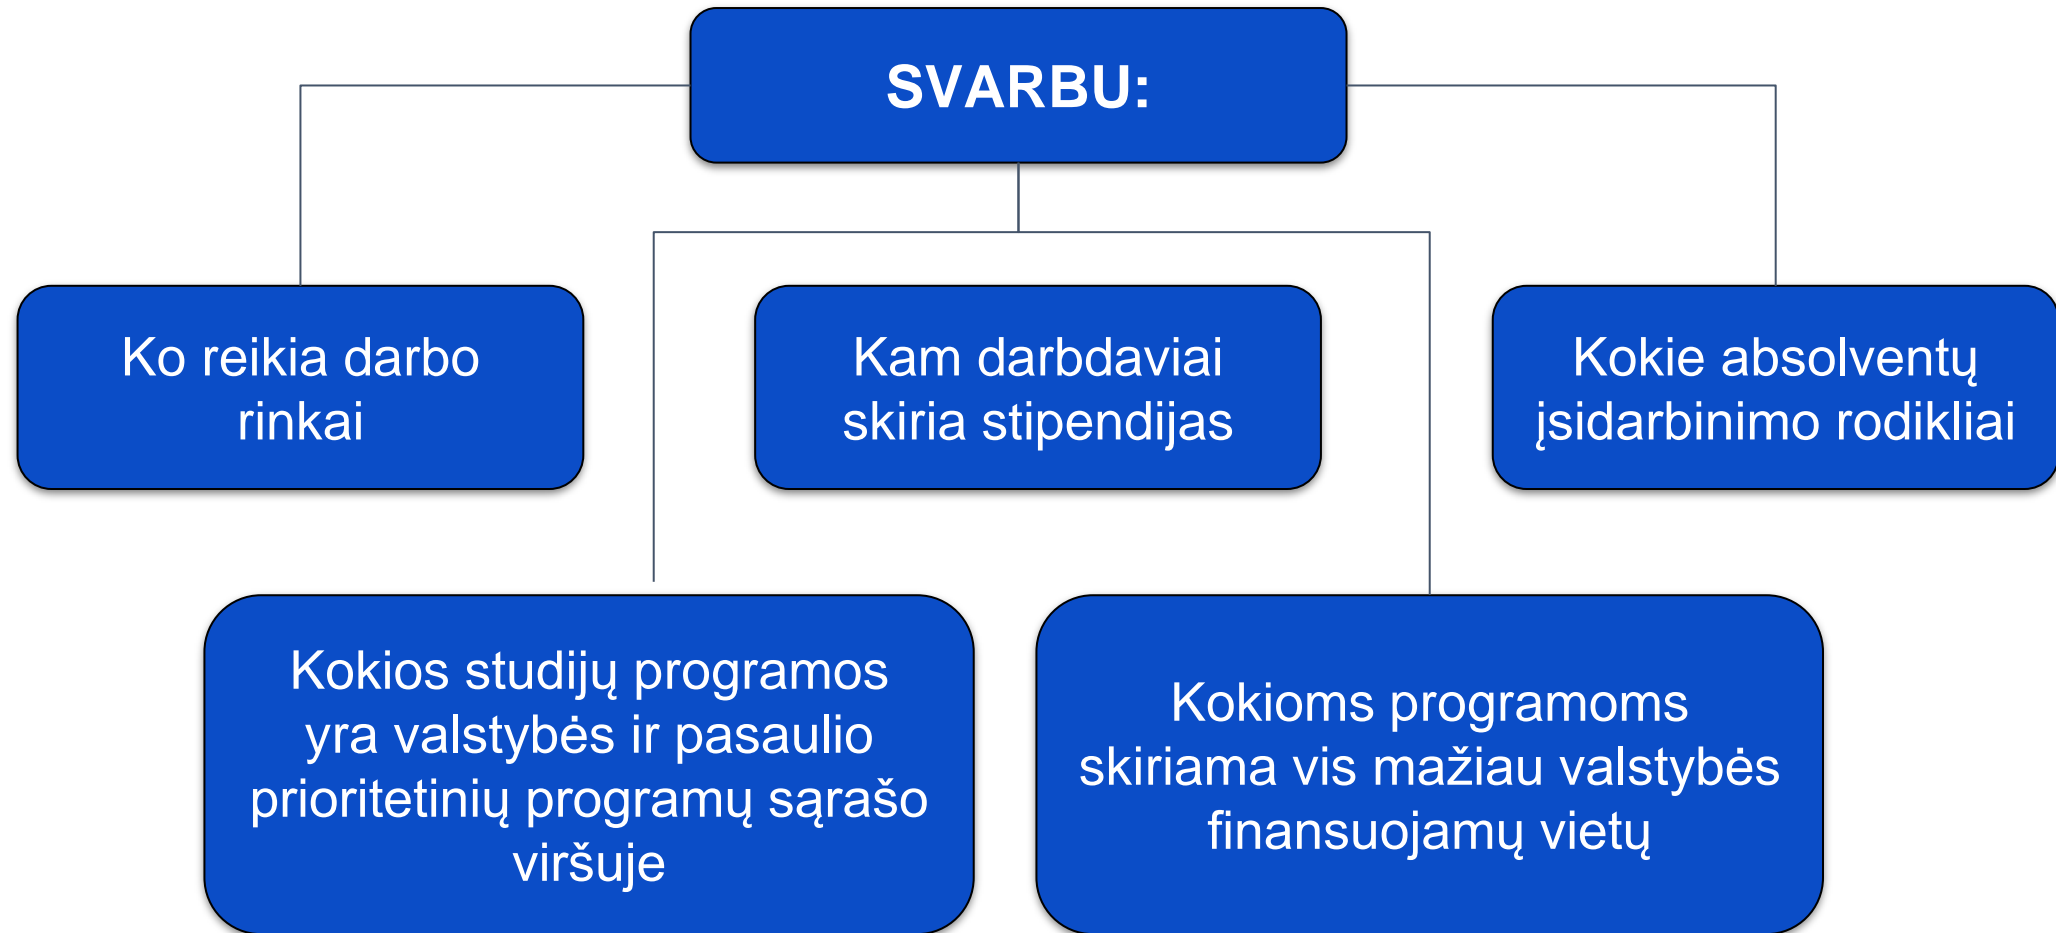 SVARBU:
Ko reikia darbo
rinkai
Kam darbdaviai
skiria stipendijas
Kokie absolventų
įsidarbinimo rodikliai
Kokios studijų programos
yra valstybės ir pasaulio
prioritetinių programų sąrašo
viršuje
Kokioms programoms
skiriama vis mažiau valstybės
finansuojamų vietų